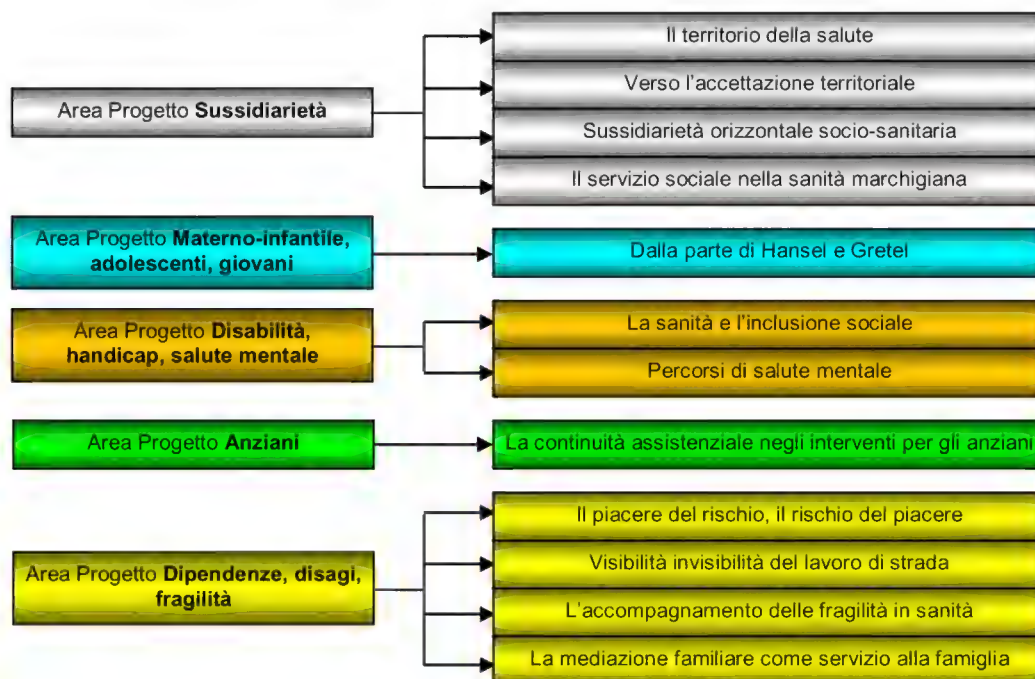 Area Progetto Sussidiarietà
Il territorio della salute
Verso l'accettazione territoriale
Sussidiarietà orizzontale socio-sanitaria
Il servizio sociale nella sanità marchigiana
Area Progetto Materno-infantile,
adolescenti, giovani
Dalla parte di Hansel e Gretel
Area Progetto Disabilità,
handicap, salute mentale
La sanità e l'inclusione sociale
Percorsi di salute mentale
Area Progetto Anziani
La continuità assistenziale negli interventi per gli anziani
Area Progetto Dipendenze, disagi,
fragilità
Il piacere del rischio, il rischio del piacere
Visibilità invisibilità del lavoro di strada
L'accompagnamento delle fragilità in sanità
La mediazione familiare come servizio alla famiglia